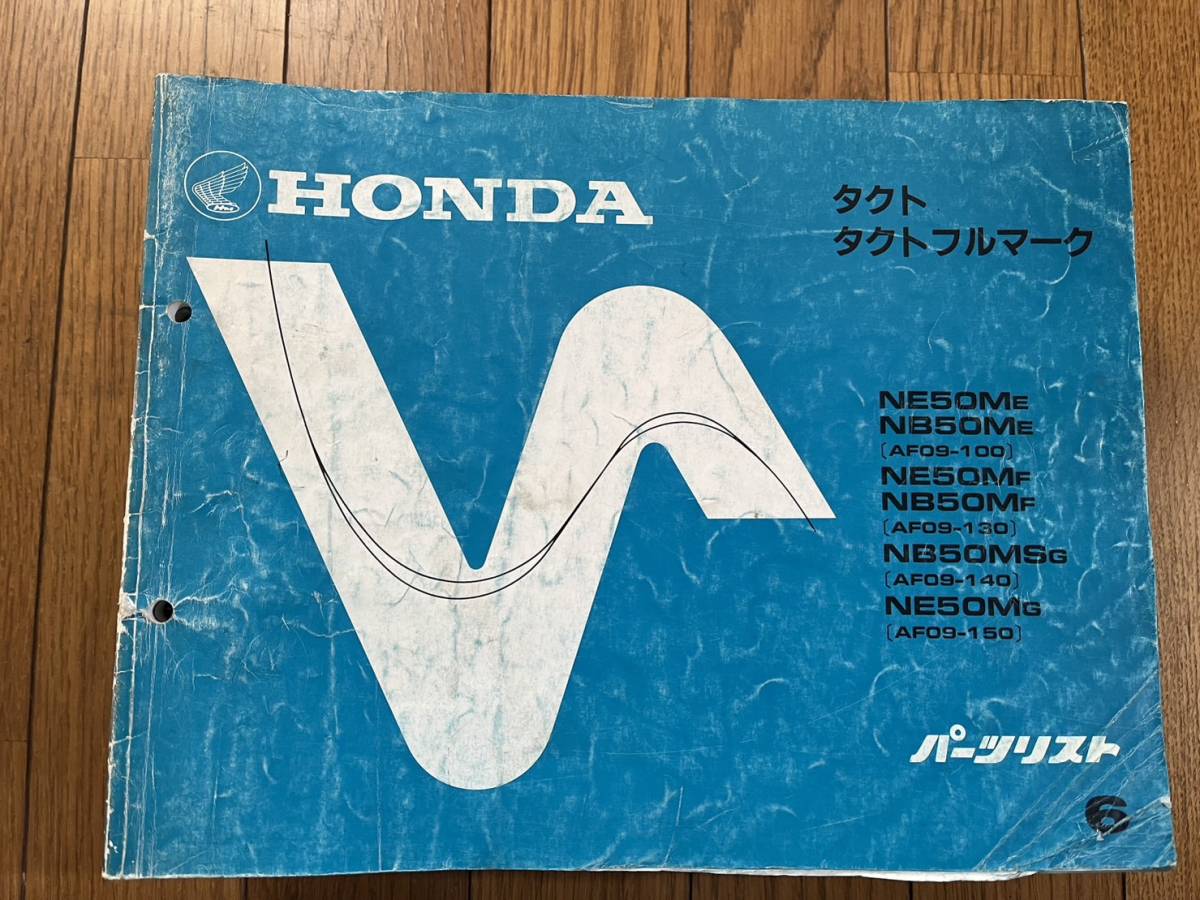 HONDA
タクト
タクトフルマーク
NE50ME
NB50ME
[AF09-100]
NE50MF
NB50MF
[AF09-130]
NB50MSG
[AF09-140]
NE50MG
[AF09-150]
パーツリスト
6